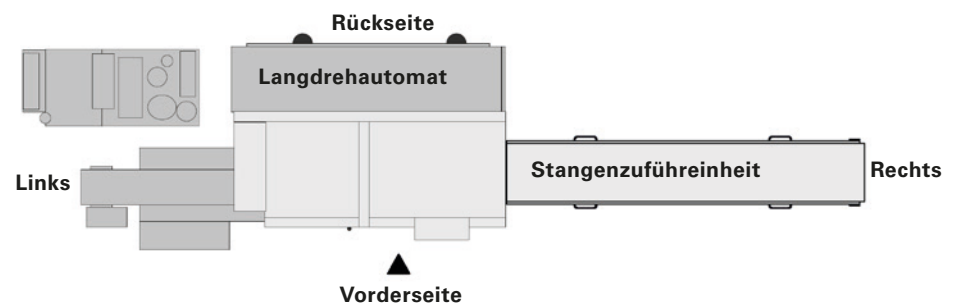 Rückseite
Langdrehautomat
Links
Stangenzuführeinheit
Rechts
Vorderseite